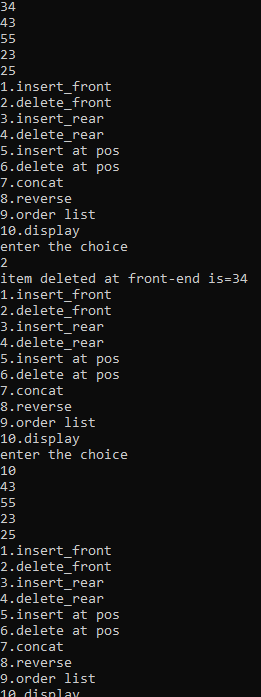 34
43
55
23
25
1.insert_front
2.delete_front
3.insert_rear
4.delete_rear
5.insert at pos
6.delete at pos
7.concat
8.reverse
9.order list
10.display
enter the choice
2
item deleted at front-end is=34
1.insert_front
2.delete_front
3.insert_rear
4.delete_rear
5.insert at pos
6.delete at pos
7.concat
8.reverse
9.order list
10.display
enter the choice
10
43
55
23
25
1.insert_front
2.delete_front
3.insert_rear
4.delete_rear
5.insert at pos
6.delete at pos
7.concat
8.reverse
9.order list
10.display